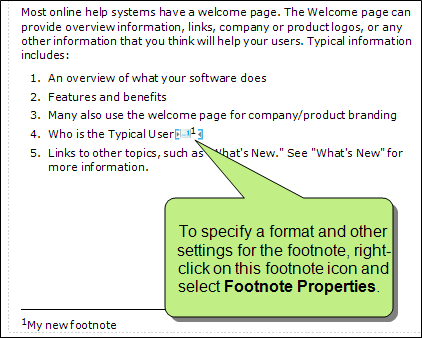 Most online help systems have a welcome page. The Welcome page can
provide overview information, links, company or product logos, or any
other information that you think will help your users. Typical information
includes:
1. An overview of what your software does
2. Features and benefits
3. Many also use the welcome page for company/product branding
4. Who is the Typical User1
5. Links to other topics, such as "What's New." See "What's New" for
more information.
To specify a format and other
settings for the footnote, right-
click on this footnote icon and
select Footnote Properties.
1My new footnote